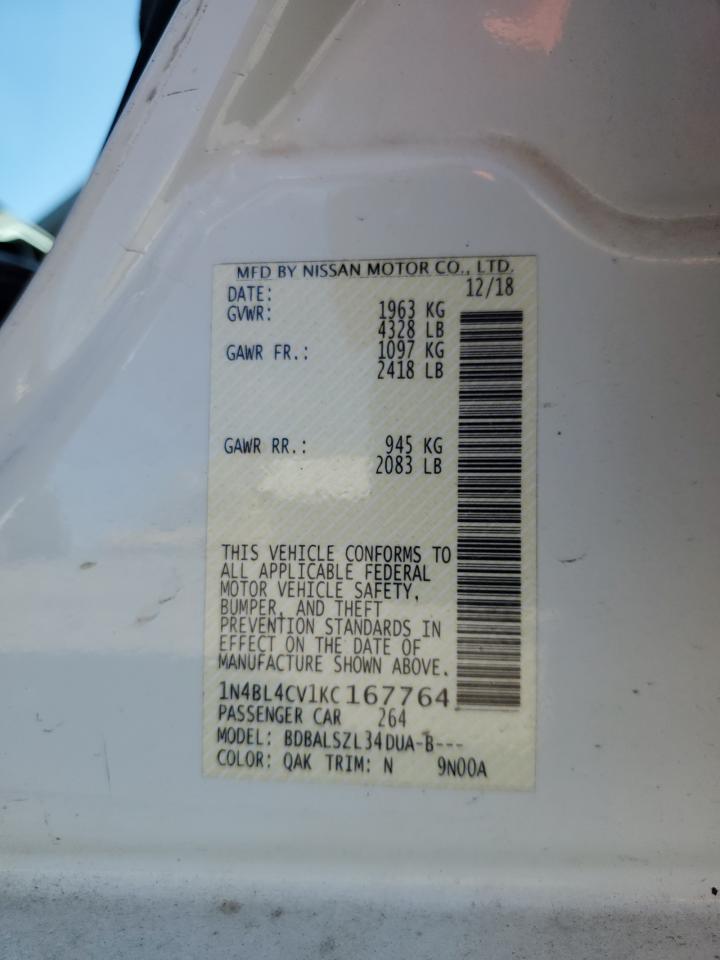 MFD BY NISSAN MOTOR CO., LTD.
DATE: 12/18
GVWR: 1963 KG
4328 LB
GAWR FR.: 1097 KG
2418 LB
GAWR RR.: 945 KG
2083 LB
THIS VEHICLE CONFORMS TO
ALL APPLICABLE FEDERAL
MOTOR VEHICLE SAFETY,
BUMPER, AND THEFT
PREVENTION STANDARDS IN
EFFECT ON THE DATE OF
MANUFACTURE SHOWN ABOVE.
1N4BL4CV1KC167764
PASSENGER CAR 264
MODEL: BDBALSZL34DUA-B---
COLOR: QAK TRIM: N 9N00A